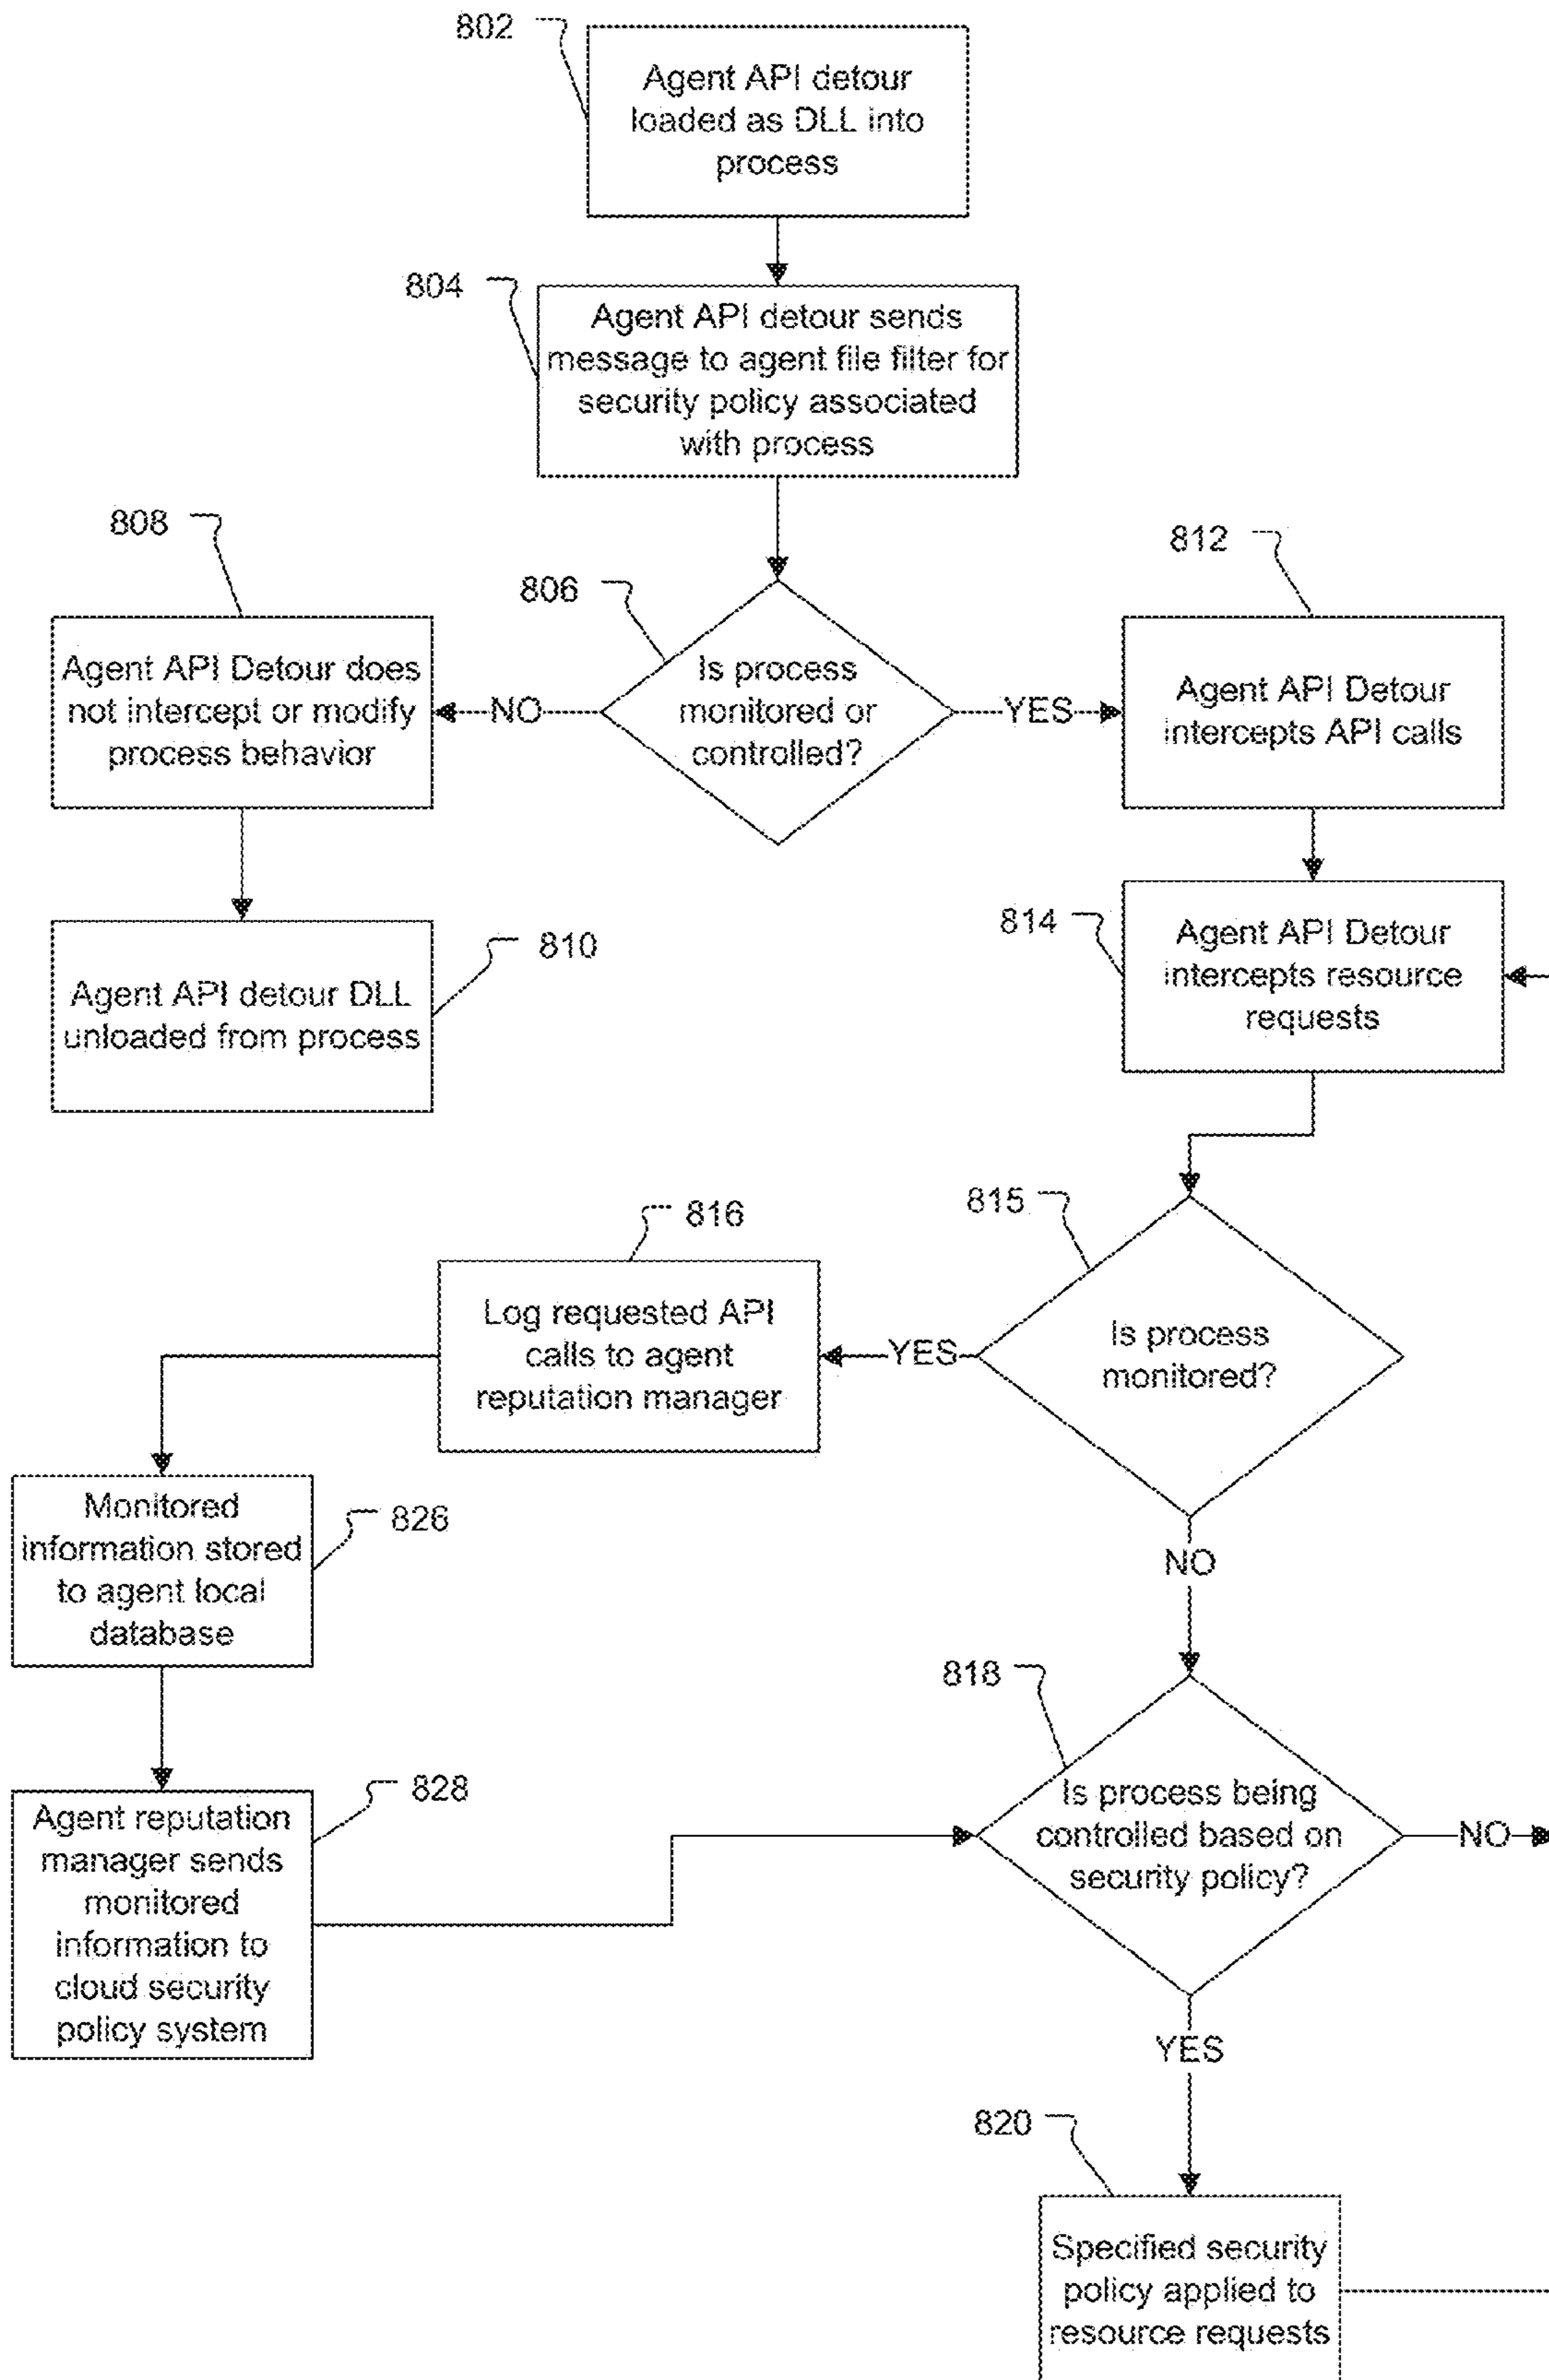 802
Agent API detour
loaded as DLL into
process
804
Agent API detour sends
message to agent file filter for
security policy associated
with process
808
806
812
Agent API Detour does
not intercept or modify
process behavior
NO
Is process
monitored or
controlled?
YES
Agent API Detour
intercepts API calls
810
Agent API detour DLL
unloaded from process
814
Agent API Detour
intercepts resource
requests
816
815
Log requested API
calls to agent
reputation manager
YES
Is process
monitored?
NO
826
Monitored
information stored
to agent local
database
828
Agent reputation
manager sends
monitored
information to
cloud security
policy system
818
Is process being
controlled based on
security policy?
NO
YES
820
Specified security
policy applied to
resource requests